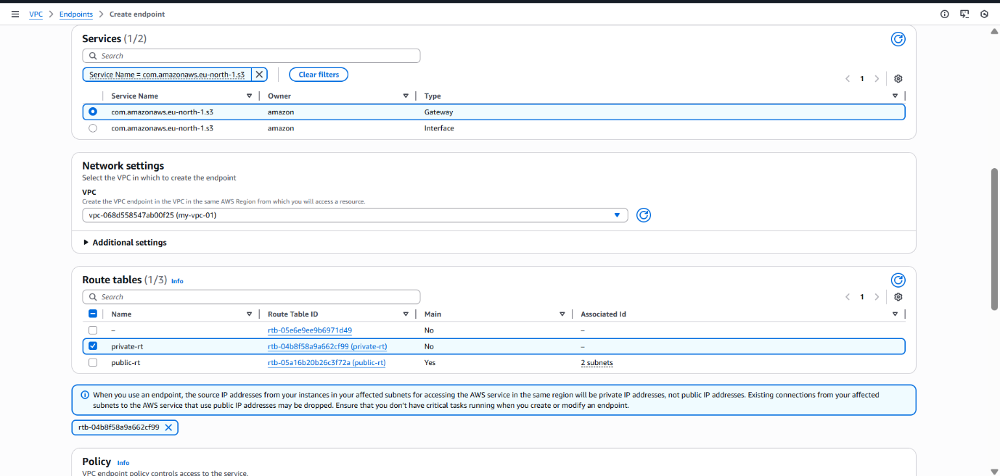 VPC > Endpoints > Create endpoint
Services (1/2)
Search
Service Name = com.amazonaws.eu-north-1.s3 Clear filters
1
Service Name Owner Type
com.amazonaws.eu-north-1.s3 amazon Gateway
com.amazonaws.eu-north-1.s3 amazon Interface
Network settings
Select the VPC in which to create the endpoint
VPC
Create the VPC endpoint in the VPC in the same AWS Region from which you will access a resource.
vpc-068d558547ab00f25 (my-vpc-01)
Additional settings
Route tables (1/3) Info
Search
1
Name Route Table ID Main Associated Id
– rtb-05e6e9ee9b6971d49 No –
private-rt rtb-04b8f58a9a662cf99 (private-rt) No –
public-rt rtb-05a16b20b26c3f72a (public-rt) Yes 2 subnets
When you use an endpoint, the source IP addresses from your instances in your affected subnets for accessing the AWS service in the same region will be private IP addresses, not public IP addresses. Existing connections from your affected
subnets to the AWS service that use public IP addresses may be dropped. Ensure that you don't have critical tasks running when you create or modify an endpoint.
rtb-04b8f58a9a662cf99
Policy Info
VPC endpoint policy controls access to the service.